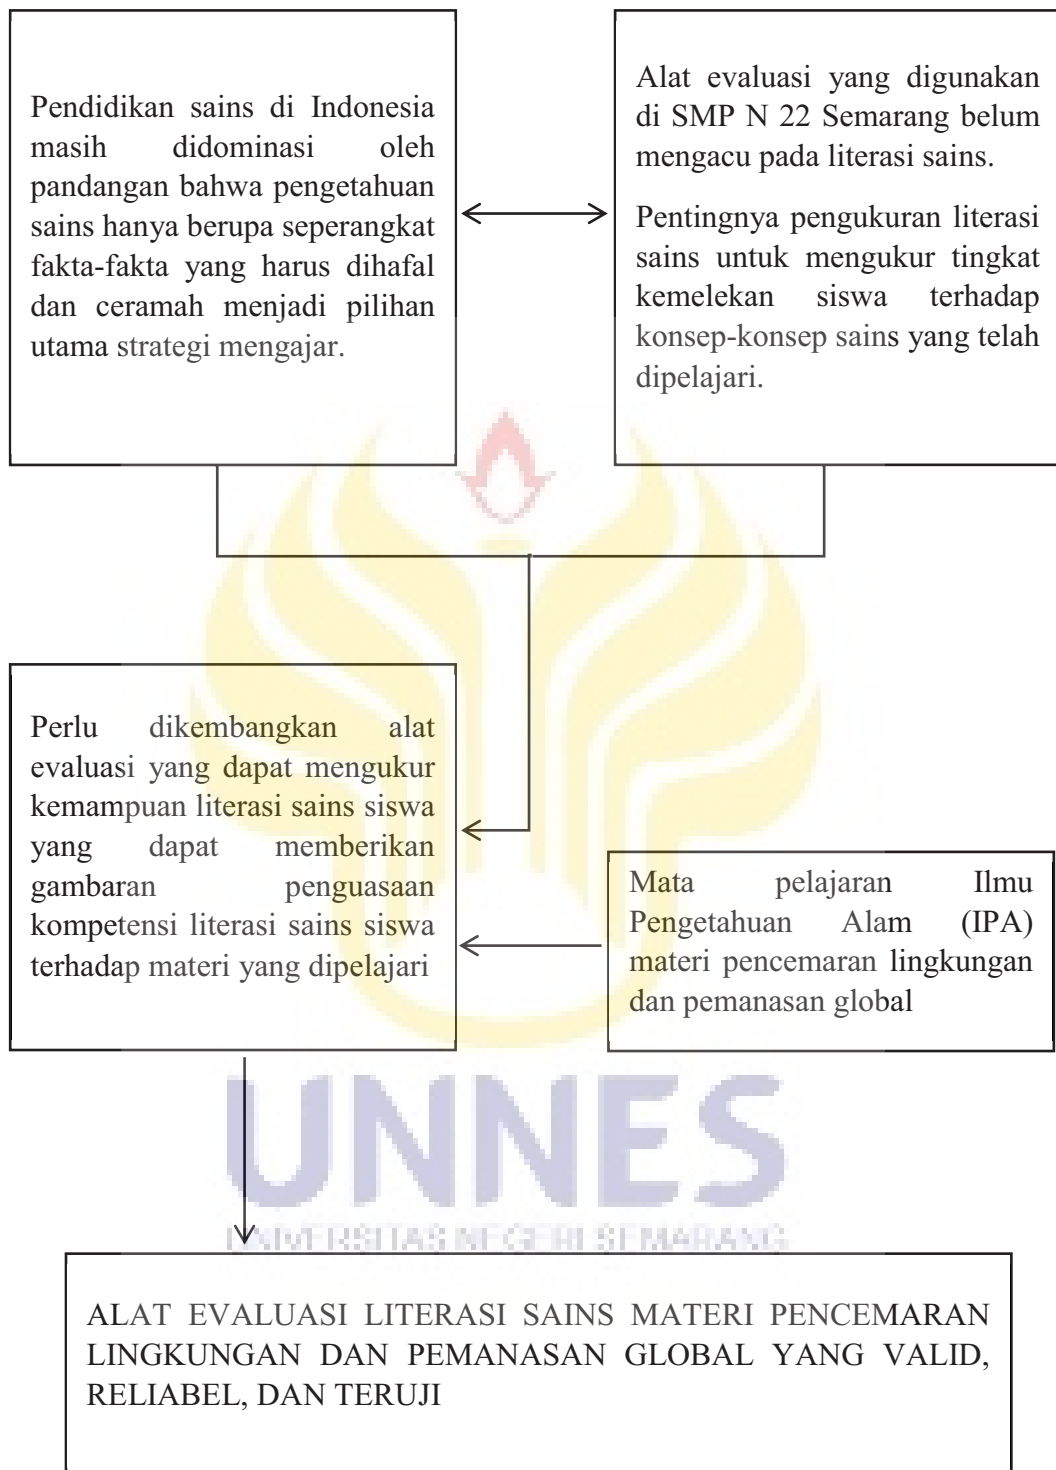 Pendidikan sains di Indonesia
masih didominasi oleh
pandangan bahwa pengetahuan
sains hanya berupa seperangkat
fakta-fakta yang harus dihafal
dan ceramah menjadi pilihan
utama strategi mengajar.
Alat evaluasi yang digunakan
di SMP N 22 Semarang belum
mengacu pada literasi sains.
Pentingnya pengukuran literasi
sains untuk mengukur tingkat
kemelekan siswa terhadap
konsep-konsep sains yang telah
dipelajari.
Perlu dikembangkan alat
evaluasi yang dapat mengukur
kemampuan literasi sains siswa
yang dapat memberikan
gambaran penguasaan
kompetensi literasi sains siswa
terhadap materi yang dipelajari
Mata pelajaran Ilmu
Pengetahuan Alam (IPA)
materi pencemaran lingkungan
dan pemanasan global
UNNES
UNIVERSITAS NEGERI SEMARANG
ALAT EVALUASI LITERASI SAINS MATERI PENCEMARAN
LINGKUNGAN DAN PEMANASAN GLOBAL YANG VALID,
RELIABEL, DAN TERUJI